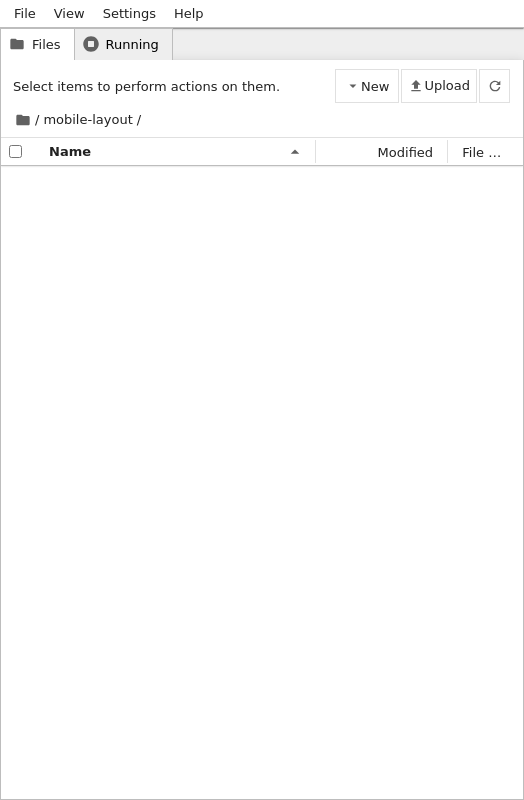 File View Settings Help
Files Running
Select items to perform actions on them. New Upload
/ mobile-layout /
Name Modified File ...